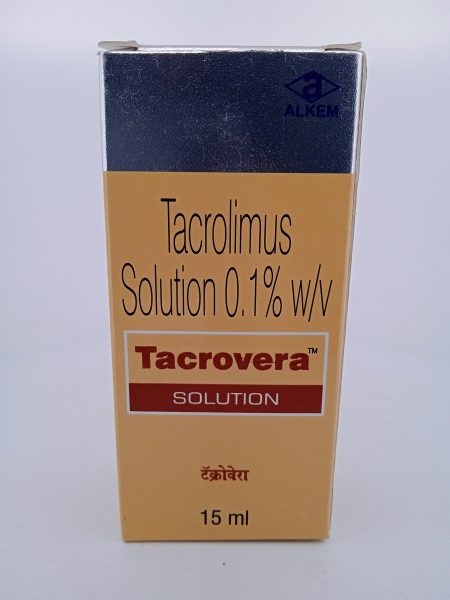 ALKEM
Tacrolimus
Solution 0.1% w/v
Tacrovera™
SOLUTION
टॅक्रोवेरा
15 ml